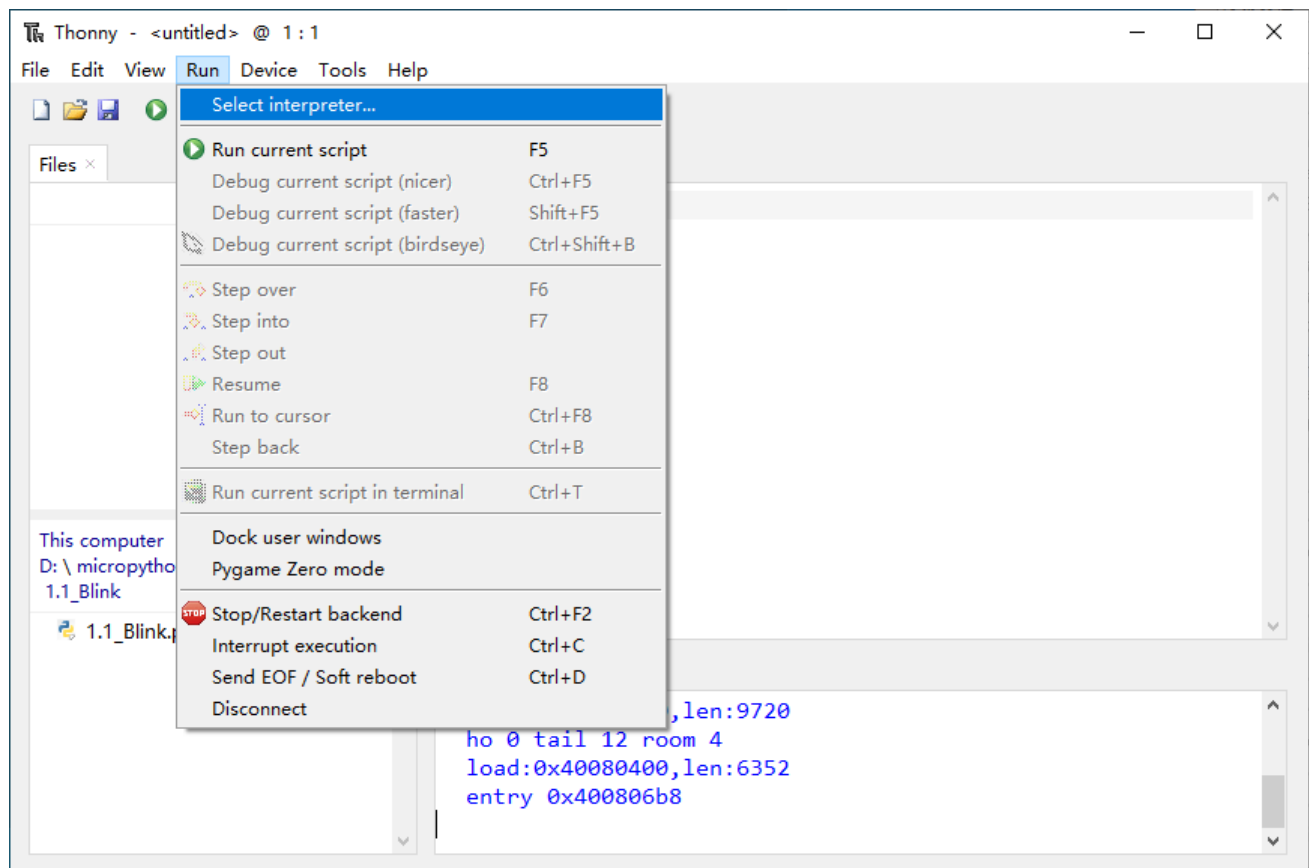 Thonny - <untitled> @ 1 : 1
File Edit View Run Device Tools Help
Select interpreter...
Files
Run current script F5
Debug current script (nicer) Ctrl+F5
Debug current script (faster) Shift+F5
Debug current script (birdseye) Ctrl+Shift+B
Step over F6
Step into F7
Step out
Resume F8
Run to cursor Ctrl+F8
Step back Ctrl+B
Run current script in terminal Ctrl+T
Dock user windows
Pygame Zero mode
STOP Stop/Restart backend Ctrl+F2
Interrupt execution Ctrl+C
Send EOF / Soft reboot Ctrl+D
Disconnect
This computer
D: \ micropytho
1.1_Blink
1.1_Blink.p
,len:9720
ho 0 tail 12 room 4
load:0x40080400,len:6352
entry 0x400806b8